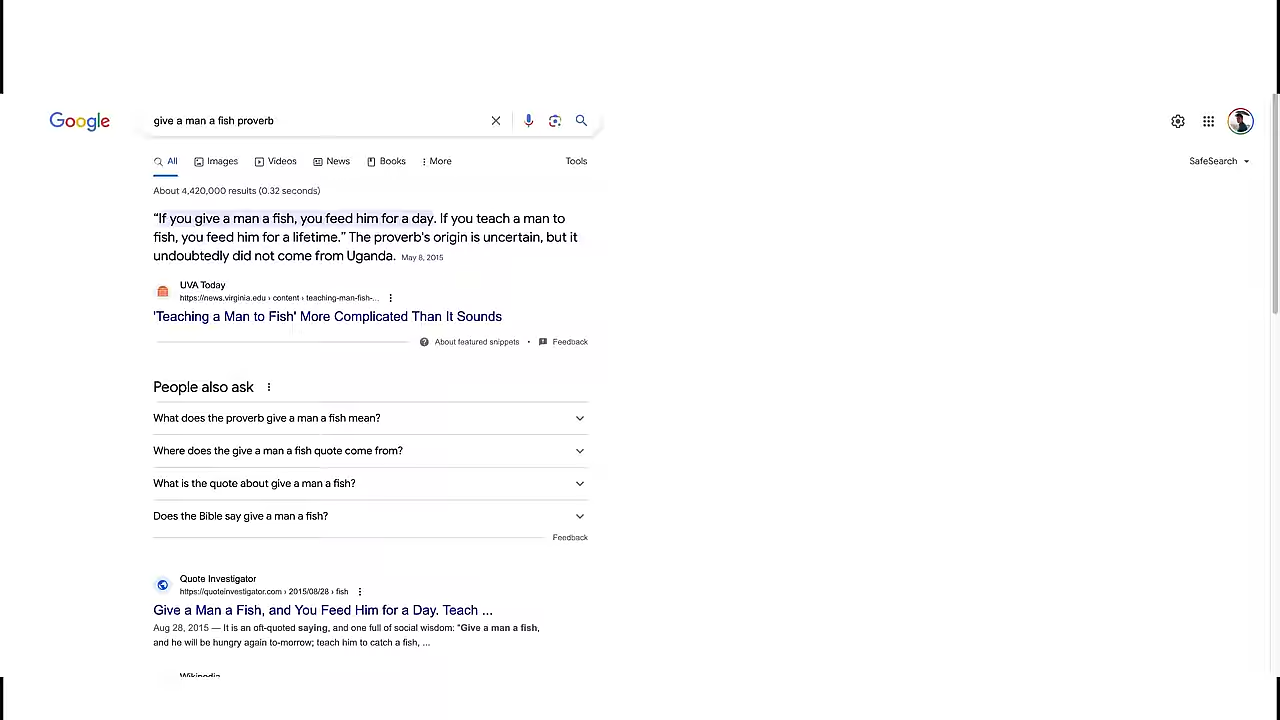 Google
give a man a fish proverb
All Images Videos News Books More Tools SafeSearch
About 4,420,000 results (0.32 seconds)
“If you give a man a fish, you feed him for a day. If you teach a man to
fish, you feed him for a lifetime.” The proverb's origin is uncertain, but it
undoubtedly did not come from Uganda. May 8, 2015
UVA Today
https://news.virginia.edu › content › teaching-man-fish-...
'Teaching a Man to Fish' More Complicated Than It Sounds
About featured snippets • Feedback
People also ask
What does the proverb give a man a fish mean?
Where does the give a man a fish quote come from?
What is the quote about give a man a fish?
Does the Bible say give a man a fish?
Feedback
Quote Investigator
https://quoteinvestigator.com › 2015/08/28 › fish
Give a Man a Fish, and You Feed Him for a Day. Teach ...
Aug 28, 2015 — It is an oft-quoted saying, and one full of social wisdom: "Give a man a fish,
and he will be hungry again to-morrow; teach him to catch a fish, ...
Wikipedia